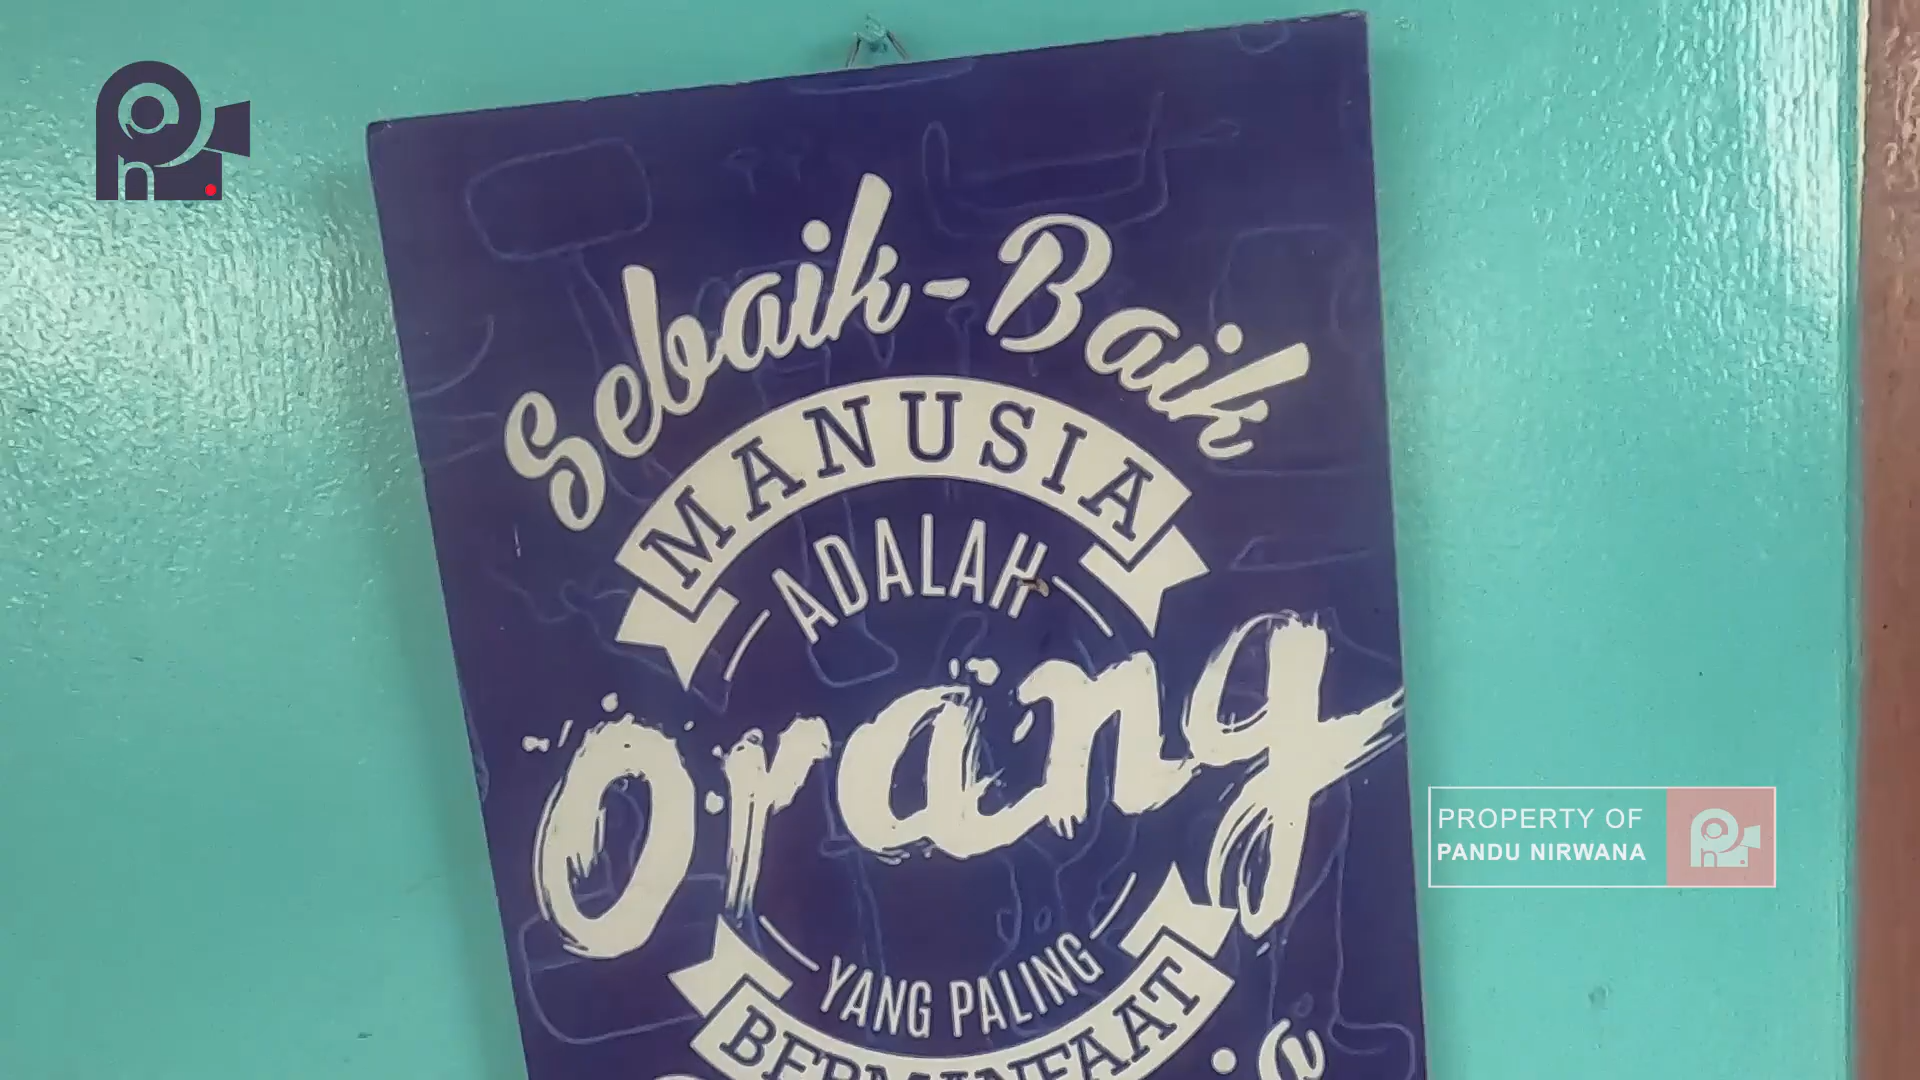 Sebaik-Baik
MANUSIA
ADALAH
Orang
YANG PALING
BERMANFAAT
PROPERTY OF
PANDU NIRWANA